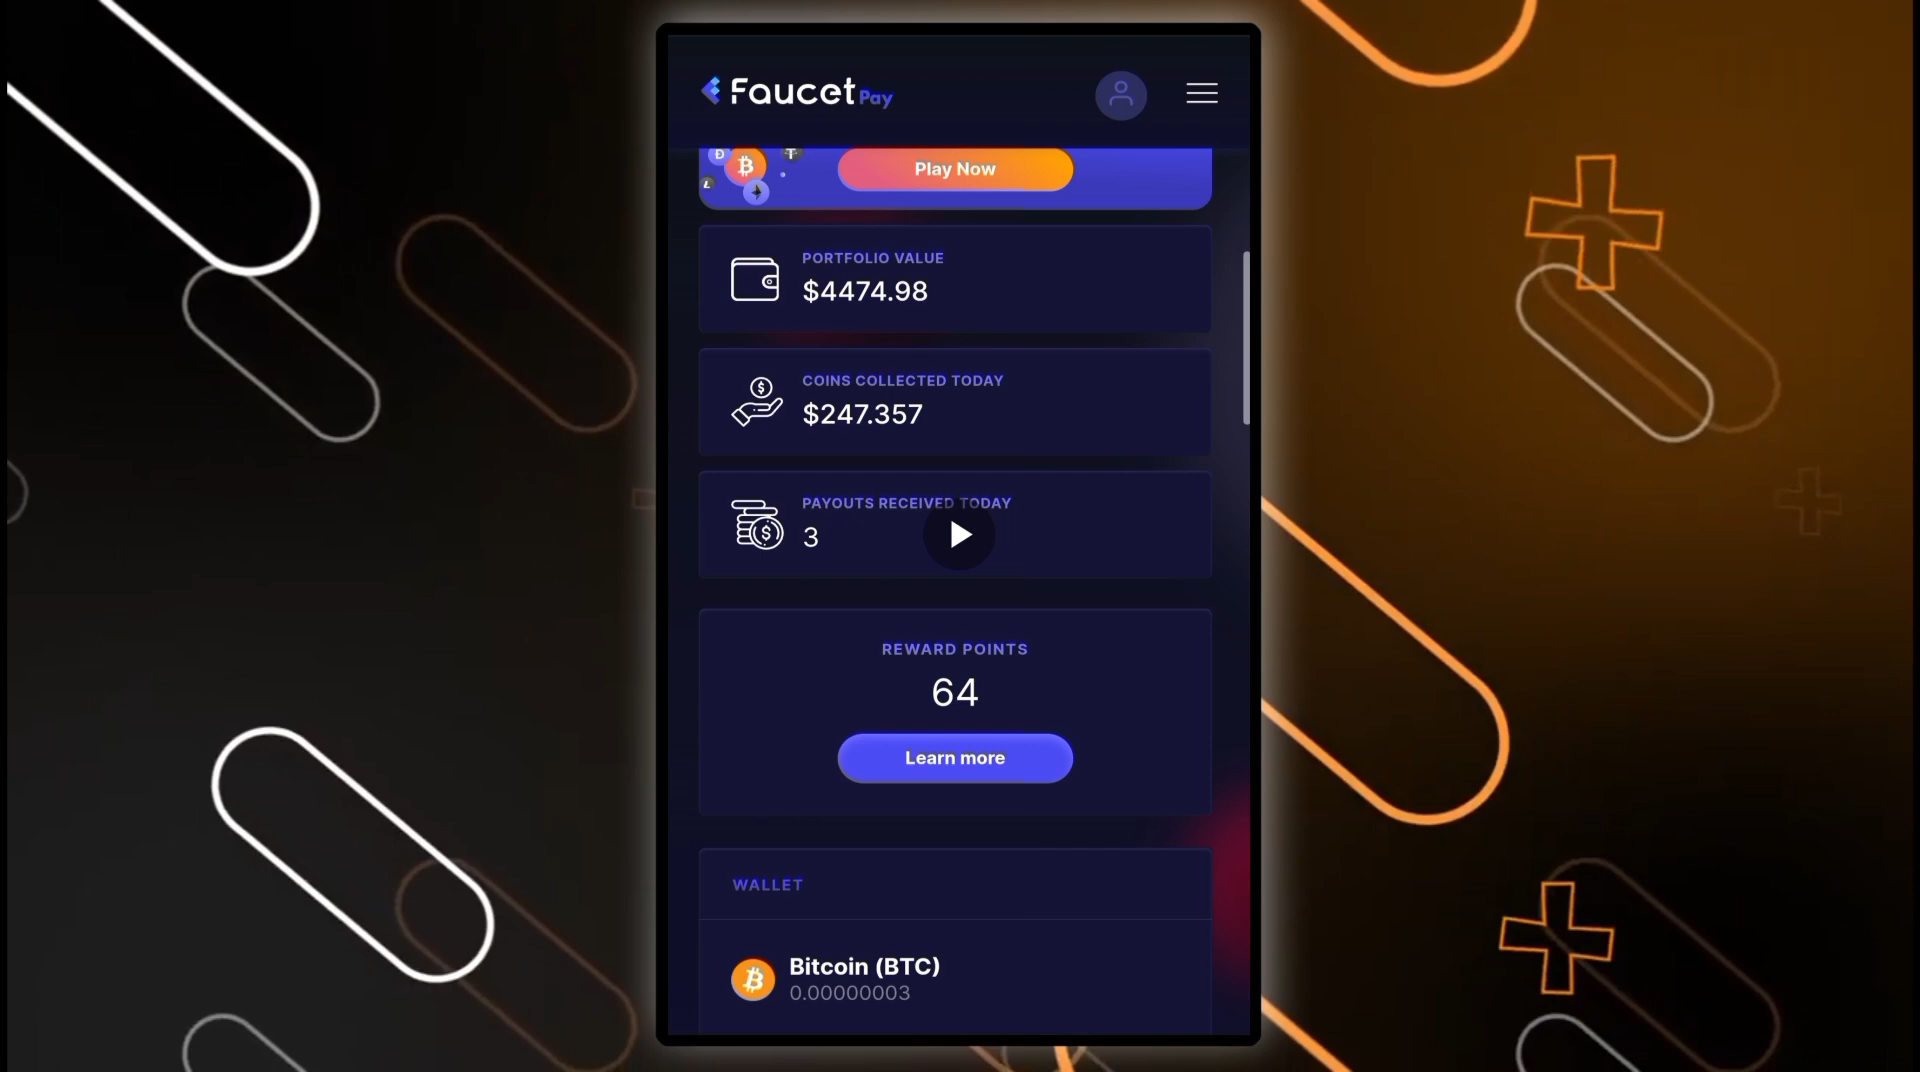 Faucet Pay
Play Now
PORTFOLIO VALUE
$4474.98
COINS COLLECTED TODAY
$247.357
PAYOUTS RECEIVED TODAY
3
REWARD POINTS
64
Learn more
WALLET
Bitcoin (BTC)
0.00000003